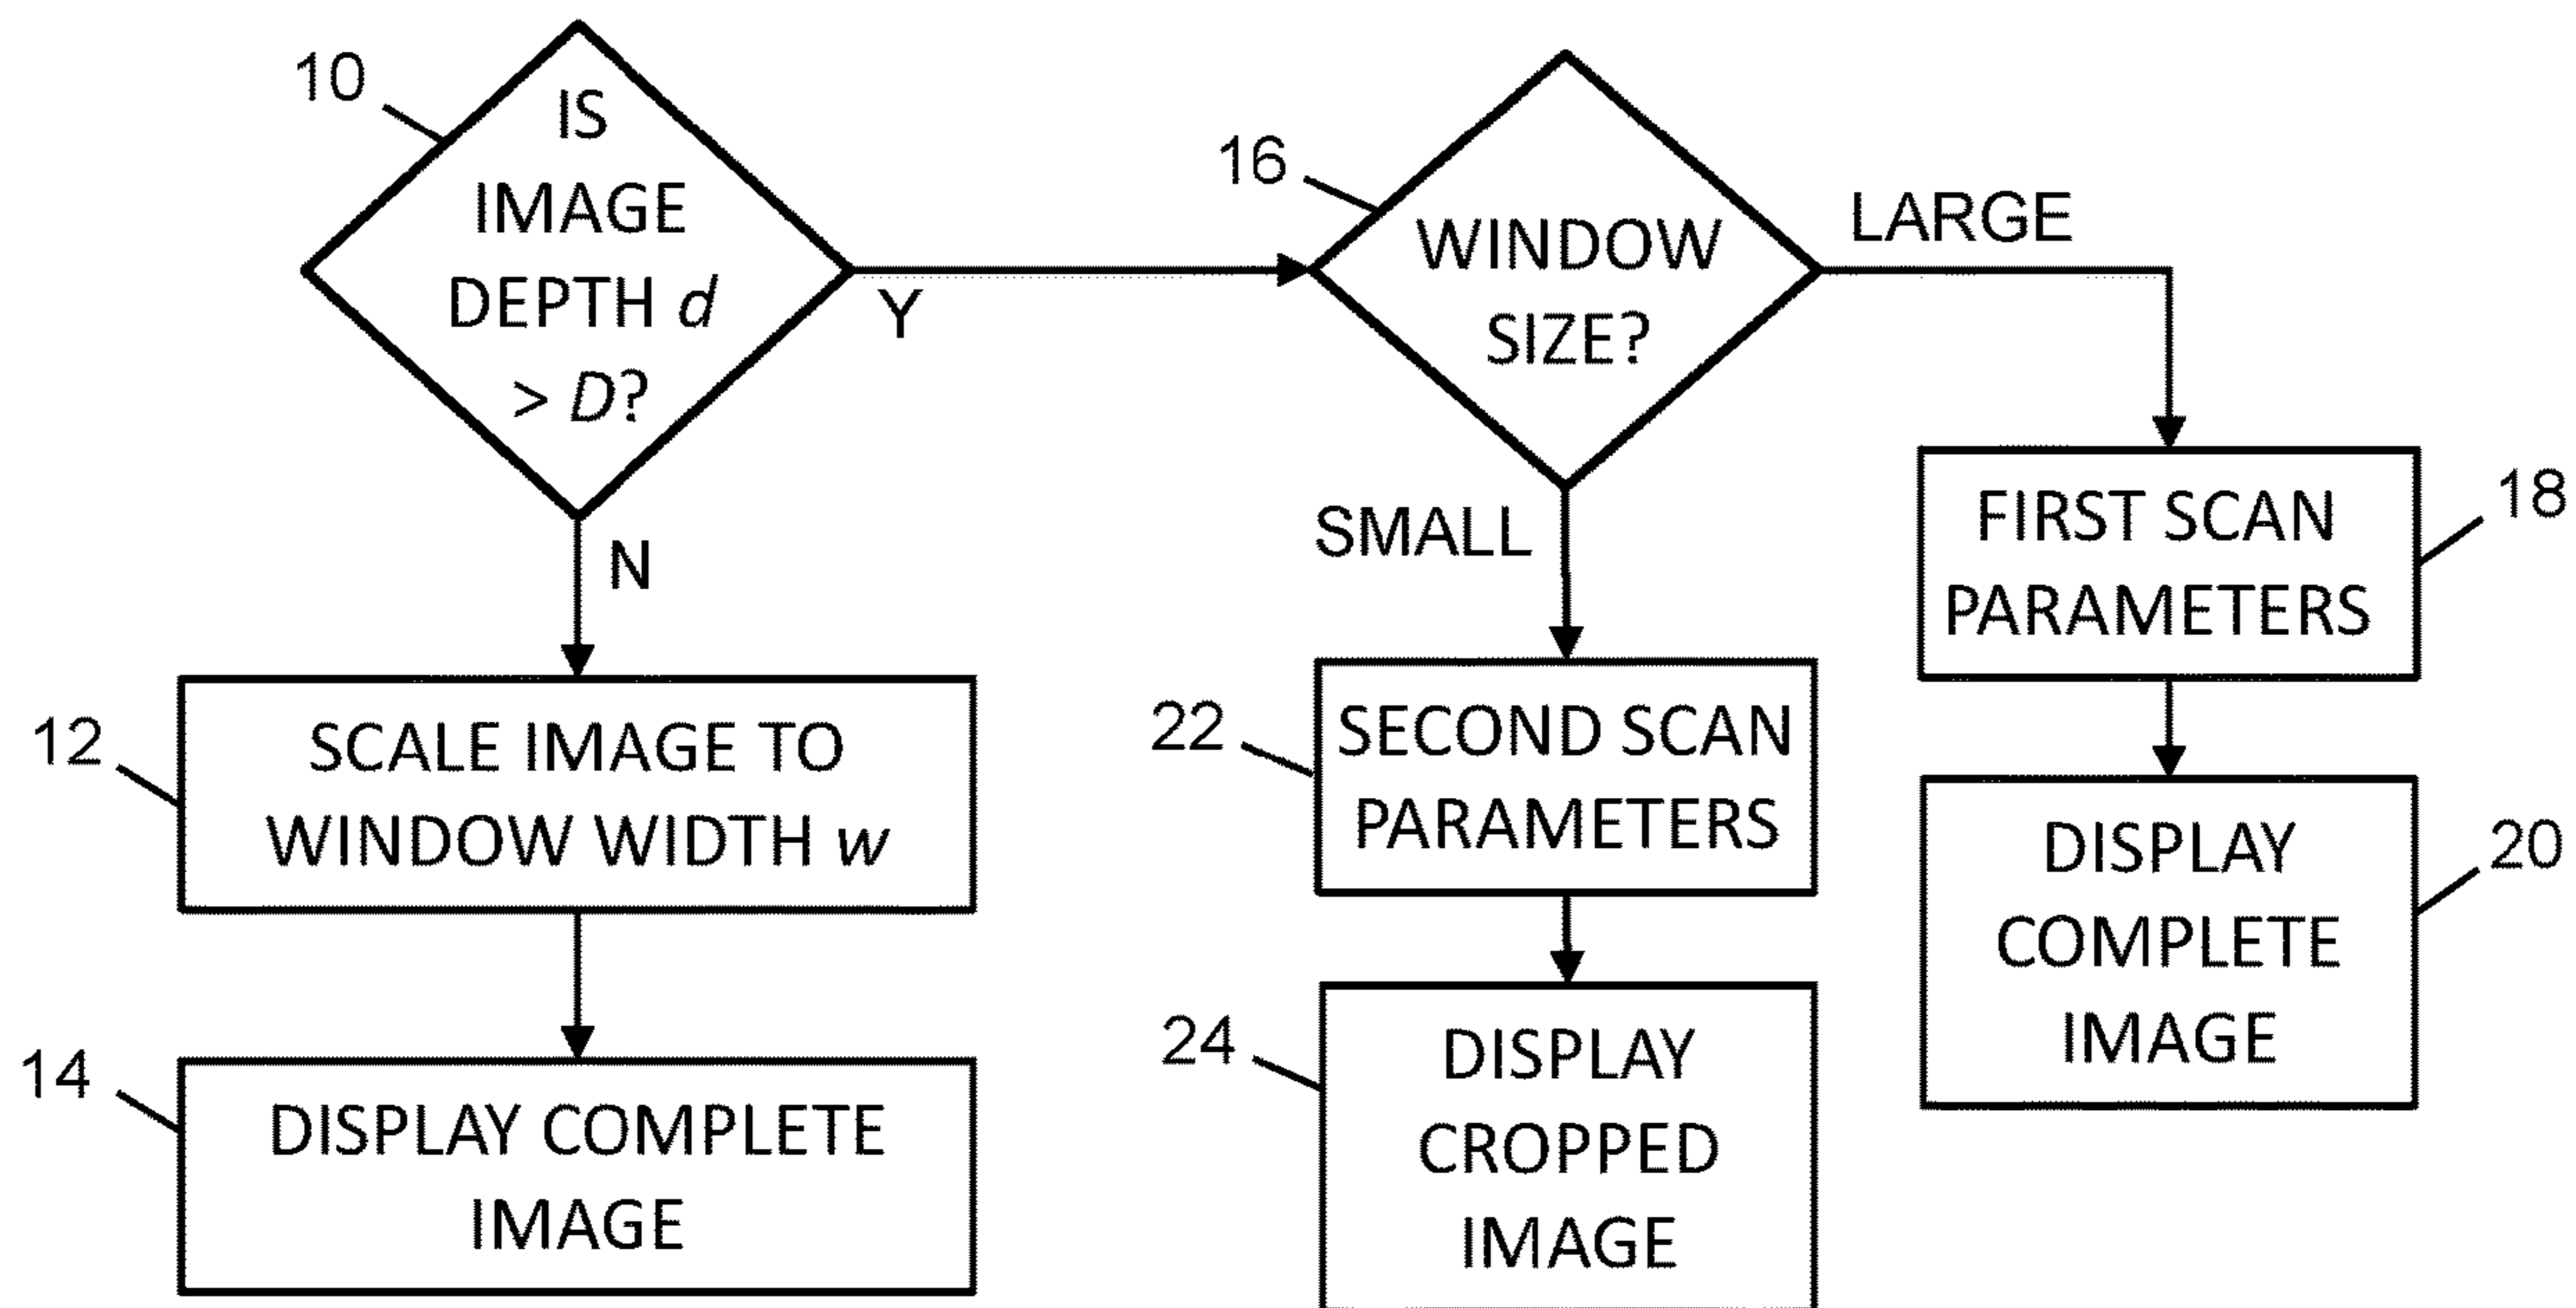 10
IS
IMAGE
DEPTH d
> D?
Y
N
12
SCALE IMAGE TO
WINDOW WIDTH w
14
DISPLAY COMPLETE
IMAGE
16
WINDOW
SIZE?
LARGE
SMALL
22
SECOND SCAN
PARAMETERS
24
DISPLAY
CROPPED
IMAGE
18
FIRST SCAN
PARAMETERS
20
DISPLAY
COMPLETE
IMAGE